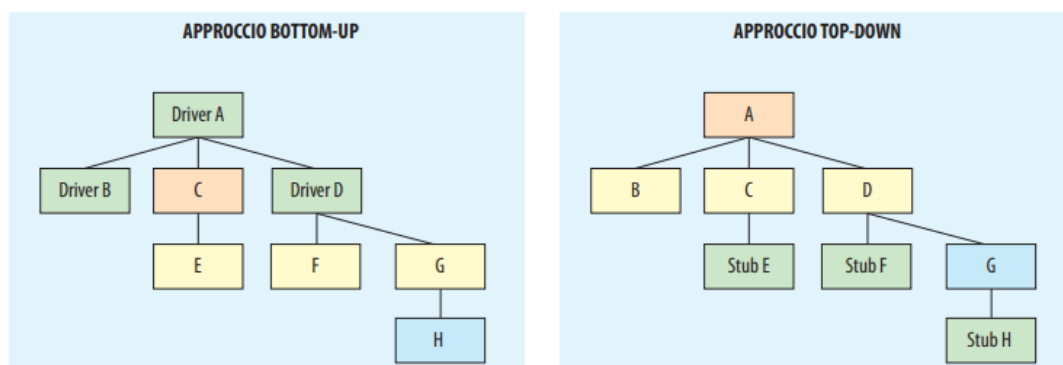 APPROCCIO BOTTOM-UP
Driver A
Driver B
C
Driver D
E
F
G
H
APPROCCIO TOP-DOWN
A
B
C
D
Stub E
Stub F
G
Stub H